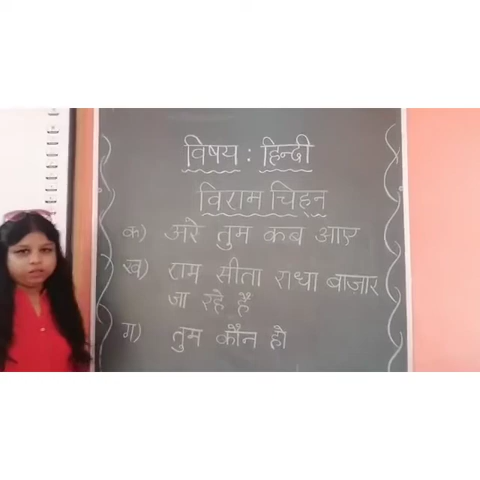 विषय : हिन्दी
विराम चिह्न
क) अरे तुम कब आए
ख) राम सीता राधा बाज़ार
जा रहे है
ग) तुम कौन हो